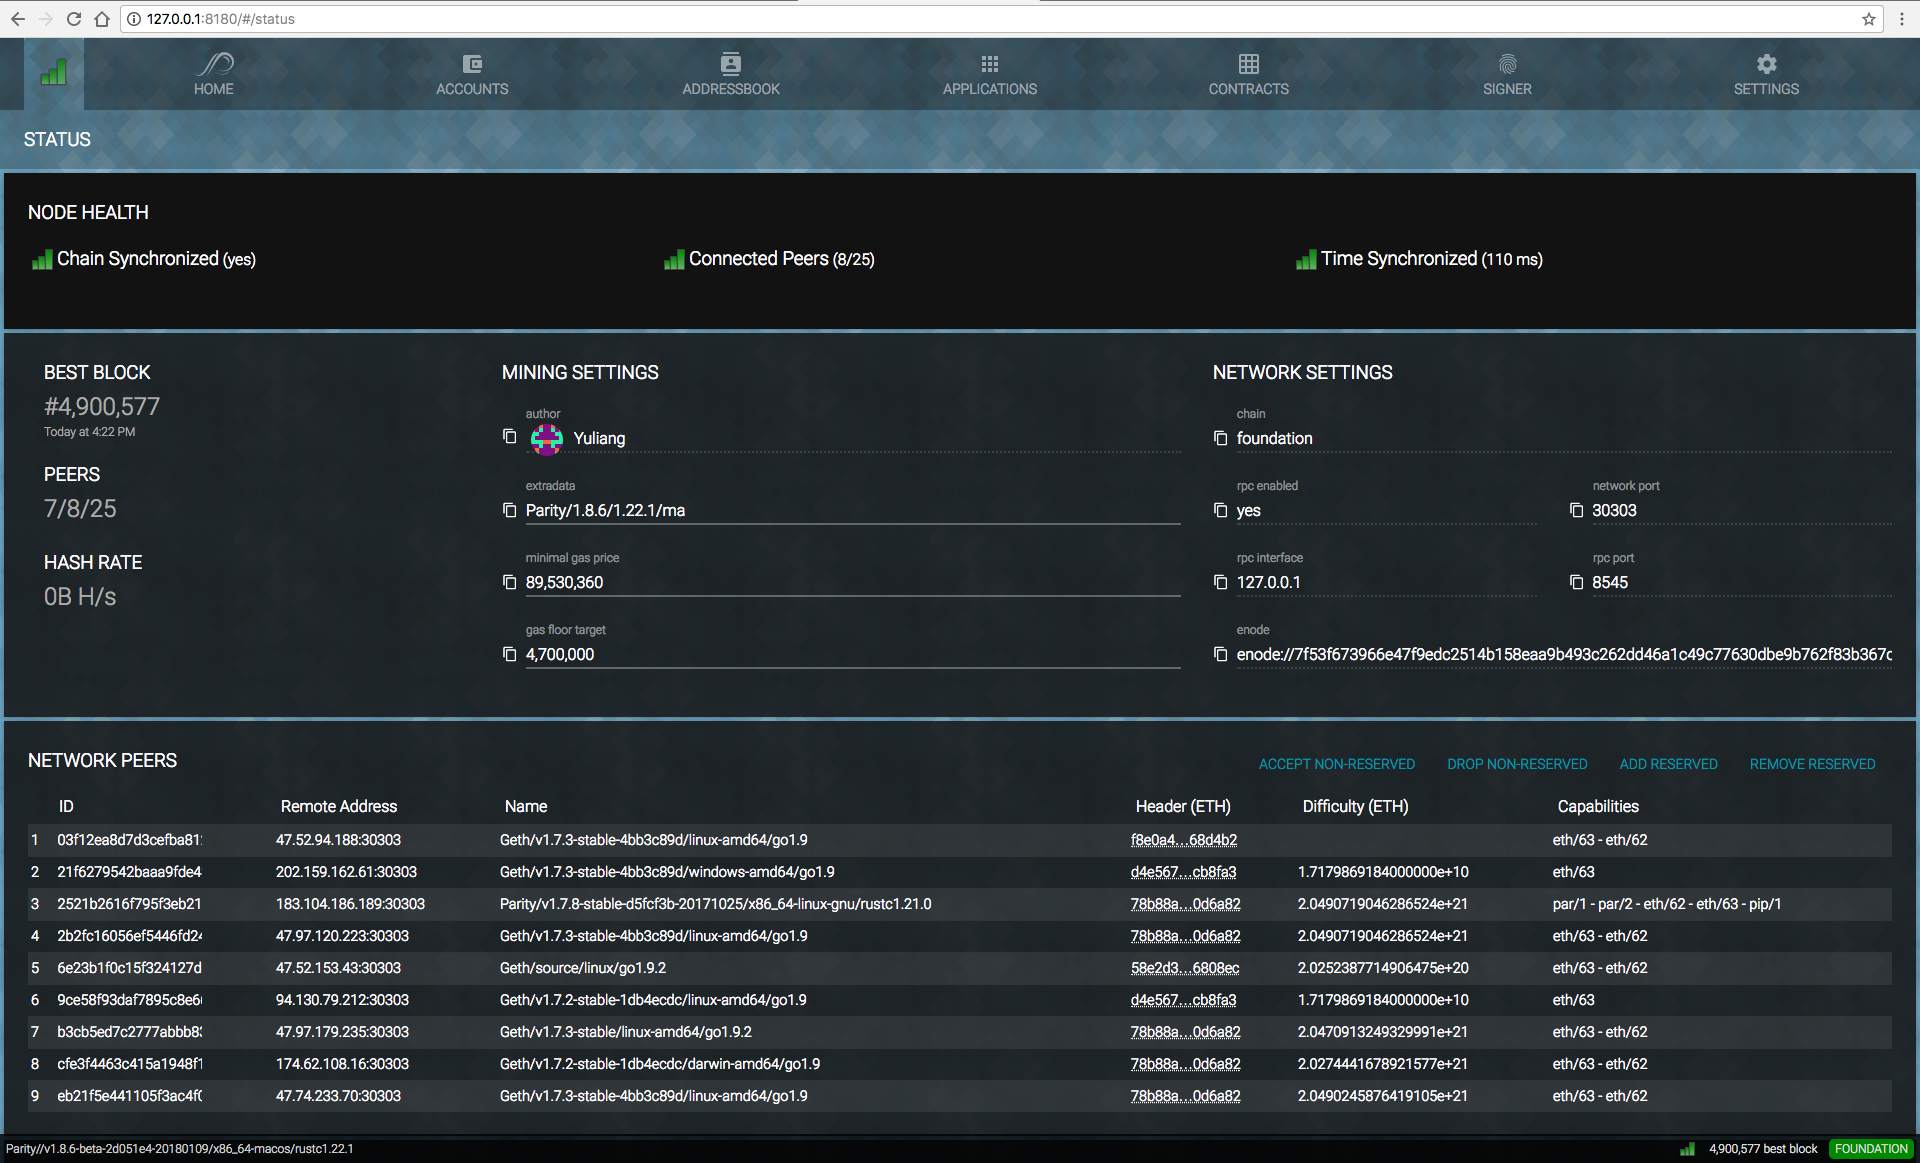 127.0.0.1:8180/#/status
HOME
ACCOUNTS
ADDRESSBOOK
APPLICATIONS
CONTRACTS
SIGNER
SETTINGS
STATUS
NODE HEALTH
Chain Synchronized (yes)
Connected Peers (8/25)
Time Synchronized (110 ms)
BEST BLOCK
#4,900,577
Today at 4:22 PM
PEERS
7/8/25
HASH RATE
0B H/s
MINING SETTINGS
author
Yuliang
extradata
Parity/1.8.6/1.22.1/ma
minimal gas price
89,530,360
gas floor target
4,700,000
NETWORK SETTINGS
chain
foundation
rpc enabled
yes
network port
30303
rpc interface
127.0.0.1
rpc port
8545
enode
enode://7f53f673966e47f9edc2514b158eaa9b493c262dd46a1c49c77630dbe9b762f83b367c
NETWORK PEERS
ACCEPT NON-RESERVED DROP NON-RESERVED ADD RESERVED REMOVE RESERVED
ID Remote Address Name Header (ETH) Difficulty (ETH) Capabilities
1 03f12ea8d7d3cefba81 47.52.94.188:30303 Geth/v1.7.3-stable-4bb3c89d/linux-amd64/go1.9 f8e0a4...68d4b2 eth/63 - eth/62
2 21f6279542baaa9fde4 202.159.162.61:30303 Geth/v1.7.3-stable-4bb3c89d/windows-amd64/go1.9 d4e567...cb8fa3 1.7179869184000000e+10 eth/63
3 2521b2616f795f3eb21 183.104.186.189:30303 Parity/v1.7.8-stable-d5fcf3b-20171025/x86_64-linux-gnu/rustc1.21.0 78b88a...0d6a82 2.0490719046286524e+21 par/1 - par/2 - eth/62 - eth/63 - pip/1
4 2b2fc16056ef5446fd24 47.97.120.223:30303 Geth/v1.7.3-stable-4bb3c89d/linux-amd64/go1.9 78b88a...0d6a82 2.0490719046286524e+21 eth/63 - eth/62
5 6e23b1f0c15f324127d 47.52.153.43:30303 Geth/source/linux/go1.9.2 58e2d3...6808ec 2.0252387714906475e+20 eth/63 - eth/62
6 9ce58f93daf7895c8e6 94.130.79.212:30303 Geth/v1.7.2-stable-1db4ecdc/linux-amd64/go1.9 d4e567...cb8fa3 1.7179869184000000e+10 eth/63
7 b3cb5ed7c2777abbb8 47.97.179.235:30303 Geth/v1.7.3-stable/linux-amd64/go1.9.2 78b88a...0d6a82 2.0470913249329991e+21 eth/63 - eth/62
8 cfe3f4463c415a1948f1 174.62.108.16:30303 Geth/v1.7.2-stable-1db4ecdc/darwin-amd64/go1.9 78b88a...0d6a82 2.0274441678921577e+21 eth/63 - eth/62
9 eb21f5e441105f3ac4f 47.74.233.70:30303 Geth/v1.7.3-stable-4bb3c89d/linux-amd64/go1.9 78b88a...0d6a82 2.0490245876419105e+21 eth/63 - eth/62
Parity//v1.8.6-beta-2d051e4-20180109/x86_64-macos/rustc1.22.1
4,900,577 best block FOUNDATION